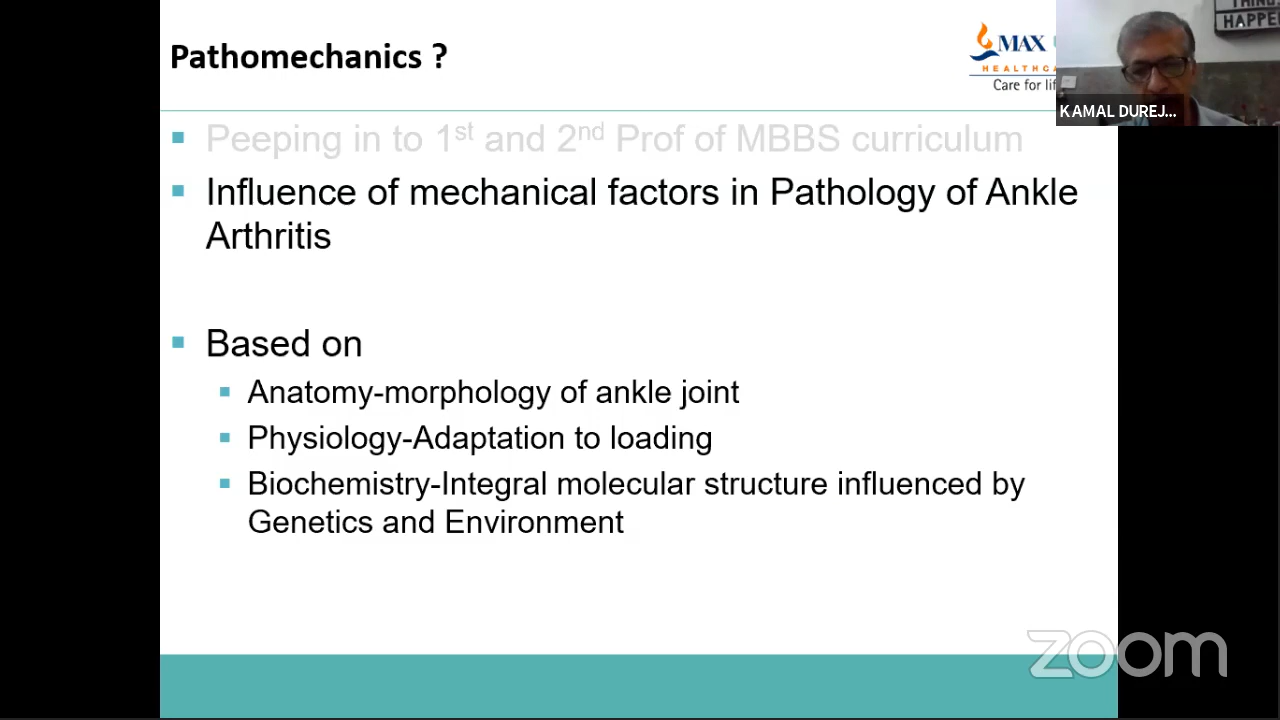 Pathomechanics ?
MAX
HEALTHCA
Care for lif
THING
HAPPE
KAMAL DUREJ...
Peeping in to 1st and 2nd Prof of MBBS curriculum
Influence of mechanical factors in Pathology of Ankle
Arthritis
Based on
Anatomy-morphology of ankle joint
Physiology-Adaptation to loading
Biochemistry-Integral molecular structure influenced by
Genetics and Environment
zoom